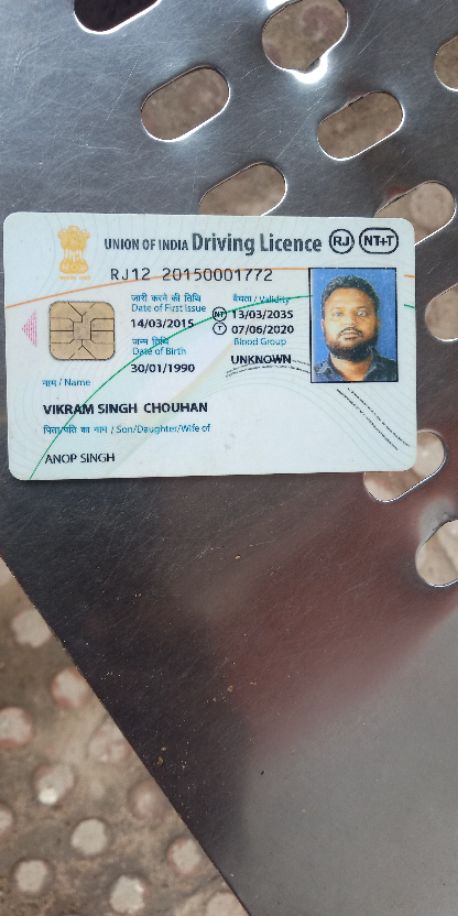 UNION OF INDIA Driving Licence RJ NT+T
RJ12 20150001772
जारी करने की तिथि
Date of First Issue
14/03/2015
वैधता / Validity
NT 13/03/2035
T 07/06/2020
जन्म तिथि
Date of Birth
30/01/1990
Blood Group
UNKNOWN
नाम / Name
VIKRAM SINGH CHOUHAN
पिता/पति का नाम / Son/Daughter/Wife of
ANOP SINGH